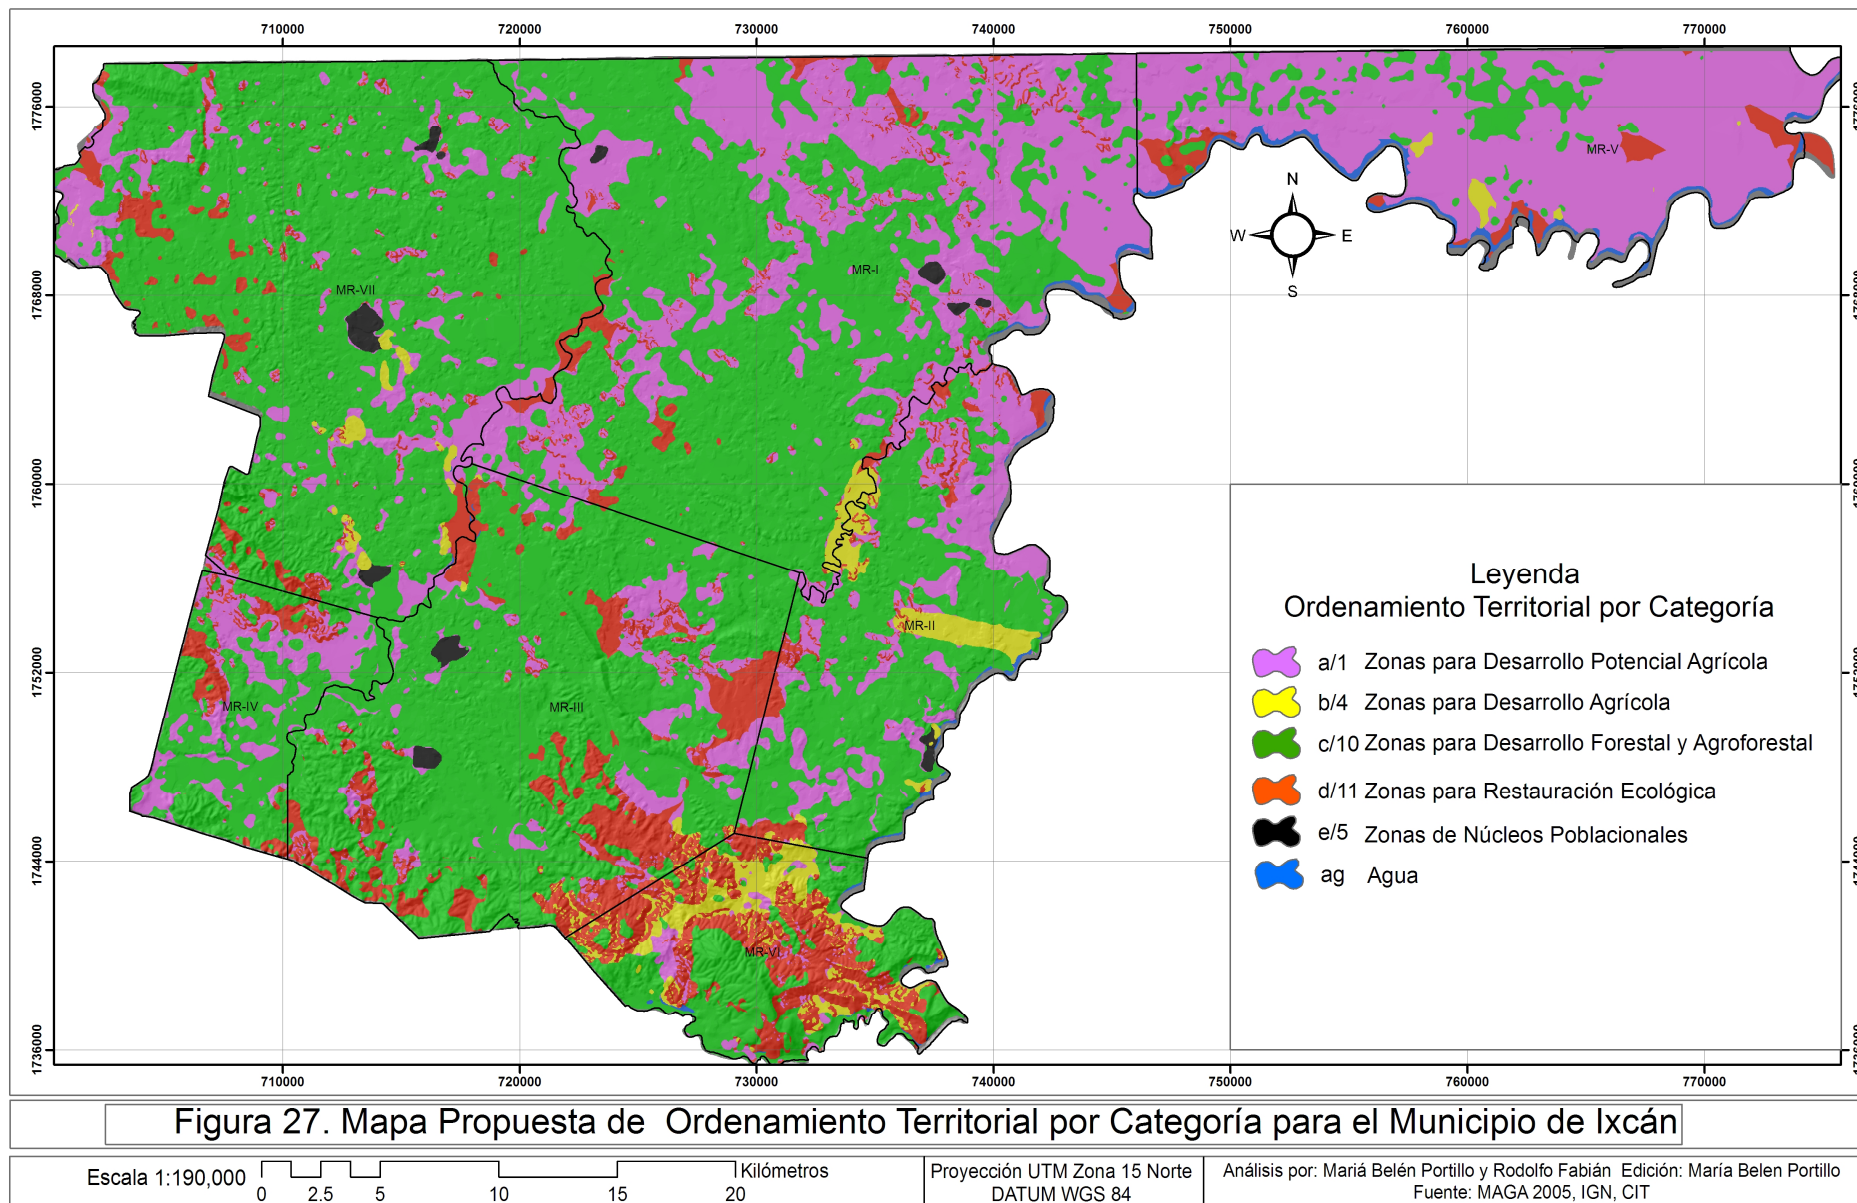 710000 720000 730000 740000 750000 760000 770000
1776000 1776000
1768000 1768000
1760000 1760000
1752000 1752000
1744000 1744000
1736000 1736000
MR-V
N
W E
S
MR-I
MR-VII
MR-II
MR-IV
MR-III
MR-VI
Leyenda
Ordenamiento Territorial por Categoría
a/1 Zonas para Desarrollo Potencial Agrícola
b/4 Zonas para Desarrollo Agrícola
c/10 Zonas para Desarrollo Forestal y Agroforestal
d/11 Zonas para Restauración Ecológica
e/5 Zonas de Núcleos Poblacionales
ag Agua
710000 720000 730000 740000 750000 760000 770000
Figura 27. Mapa Propuesta de Ordenamiento Territorial por Categoría para el Municipio de Ixcán
Escala 1:190,000
Kilómetros
0 2.5 5 10 15 20
Proyección UTM Zona 15 Norte
DATUM WGS 84
Análisis por: Mariá Belén Portillo y Rodolfo Fabián Edición: María Belen Portillo
Fuente: MAGA 2005, IGN, CIT